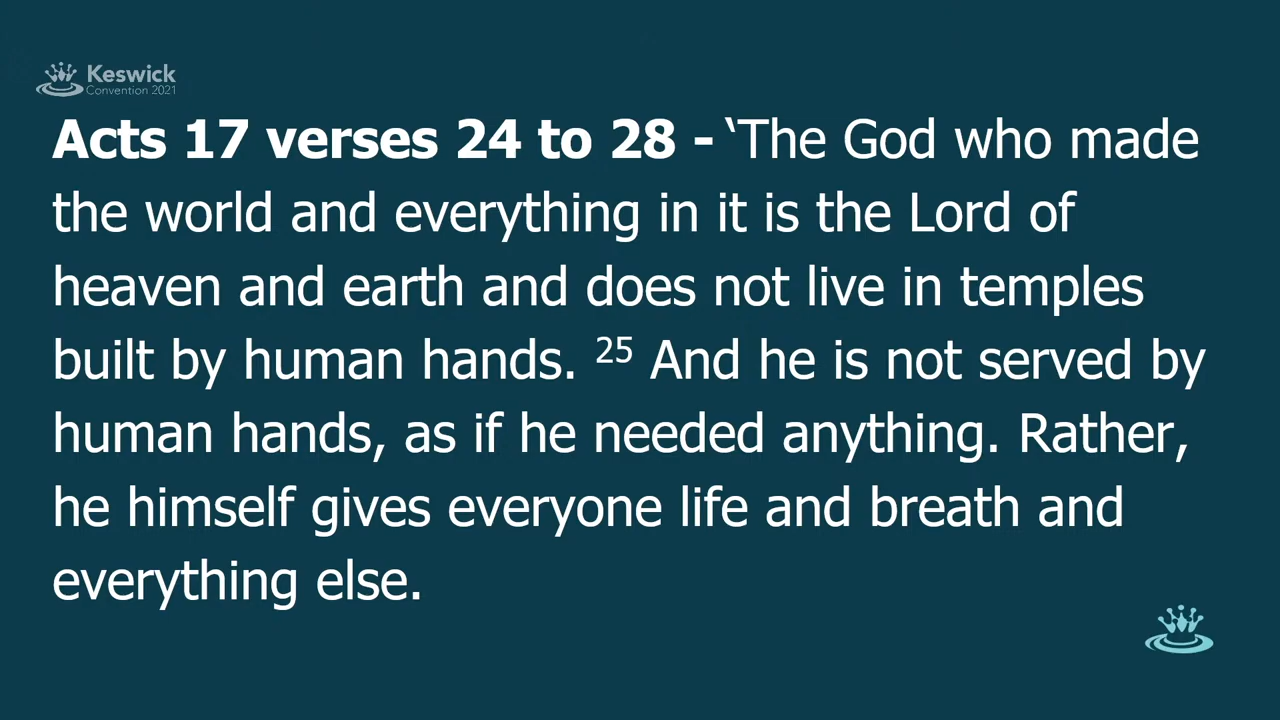 Keswick
Convention 2021
Acts 17 verses 24 to 28 - ‘The God who made
the world and everything in it is the Lord of
heaven and earth and does not live in temples
built by human hands. ²⁵ And he is not served by
human hands, as if he needed anything. Rather,
he himself gives everyone life and breath and
everything else.